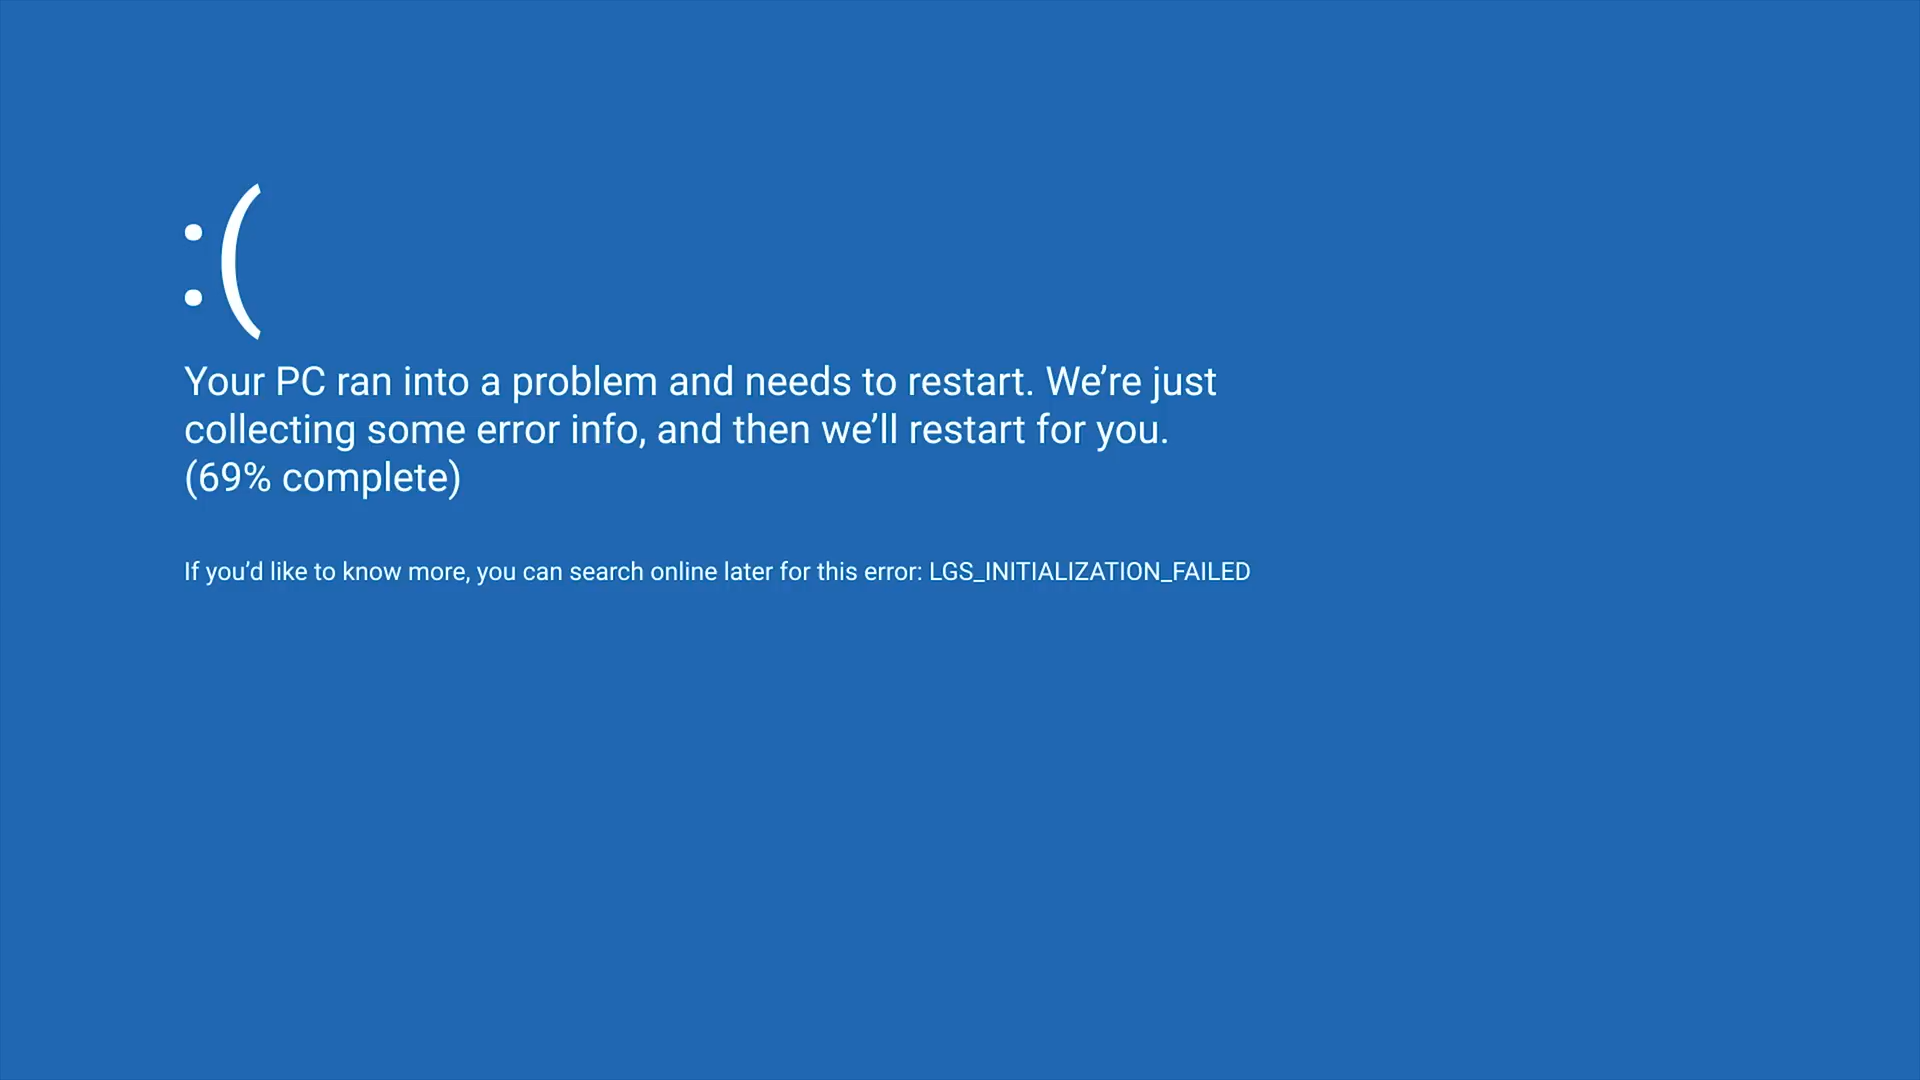 :(
Your PC ran into a problem and needs to restart. We’re just
collecting some error info, and then we’ll restart for you.
(69% complete)
If you’d like to know more, you can search online later for this error: LGS_INITIALIZATION_FAILED